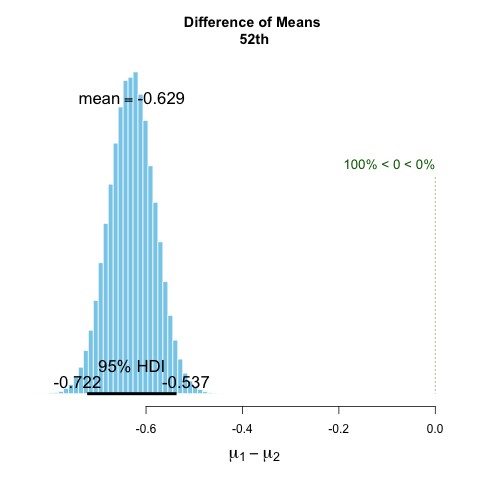 Difference of Means
52th
mean = -0.629
100% < 0 < 0%
95% HDI
-0.722 -0.537
-0.6 -0.4 -0.2 0.0
μ1 − μ2